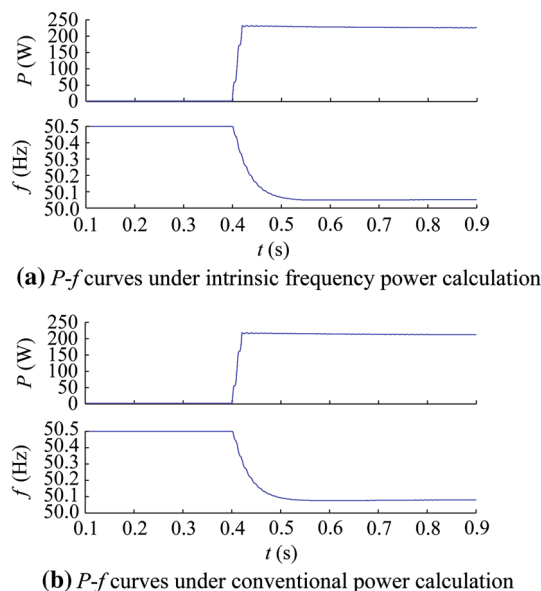 250
200
150
100
50
0
P (W)
50.5
50.4
50.3
50.2
50.1
50.0
f (Hz)
0.1 0.2 0.3 0.4 0.5 0.6 0.7 0.8 0.9
t (s)
(a) P-f curves under intrinsic frequency power calculation
250
200
150
100
50
0
P (W)
50.5
50.4
50.3
50.2
50.1
50.0
f (Hz)
0.1 0.2 0.3 0.4 0.5 0.6 0.7 0.8 0.9
t (s)
(b) P-f curves under conventional power calculation